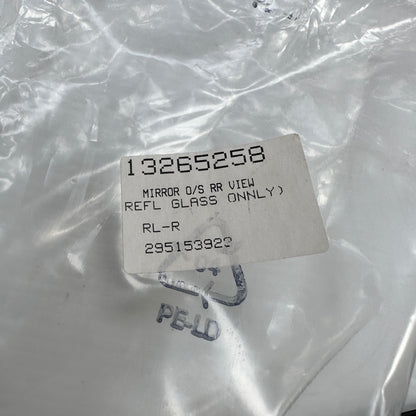 13265258
MIRROR O/S RR VIEW
REFL GLASS ONNLY)
RL-R
295153923
04
PE-LD